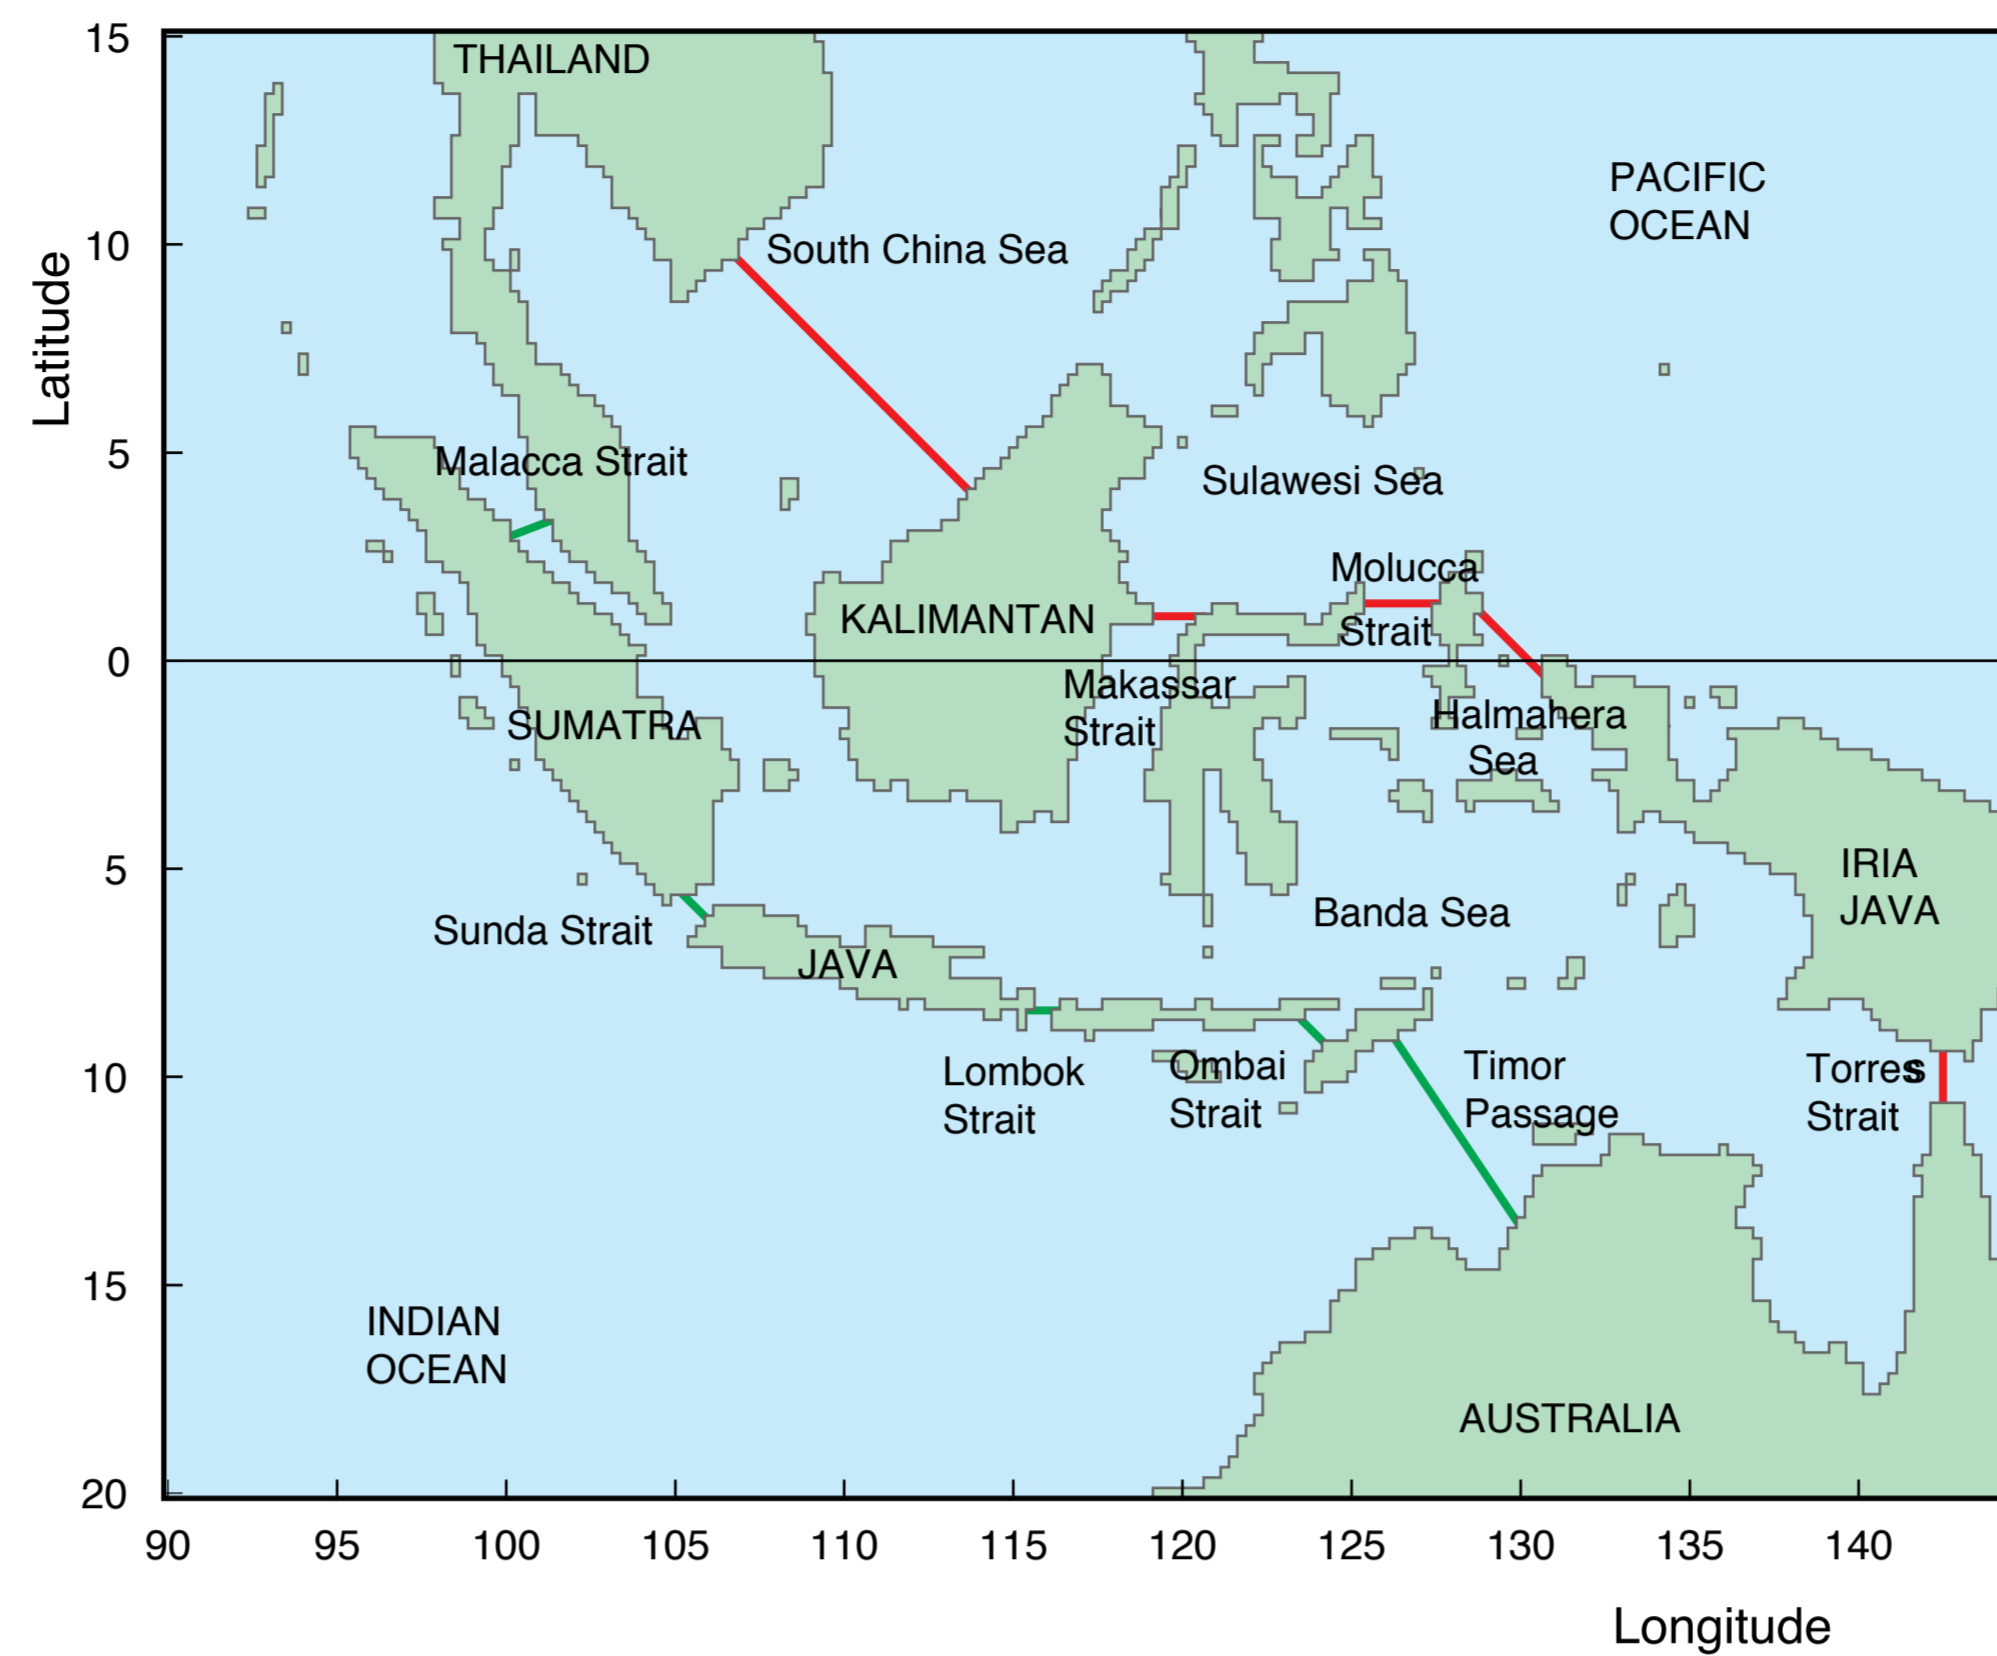 15
THAILAND
PACIFIC
OCEAN
10
South China Sea
Latitude
5
Malacca Strait
Sulawesi Sea
Molucca
Strait
KALIMANTAN
0
Makassar
Strait
SUMATRA
Halmahera
Sea
5
IRIA
JAVA
Banda Sea
Sunda Strait
JAVA
10
Lombok
Strait
Ombai
Strait
Timor
Passage
Torres
Strait
15
INDIAN
OCEAN
AUSTRALIA
20
90 95 100 105 110 115 120 125 130 135 140
Longitude